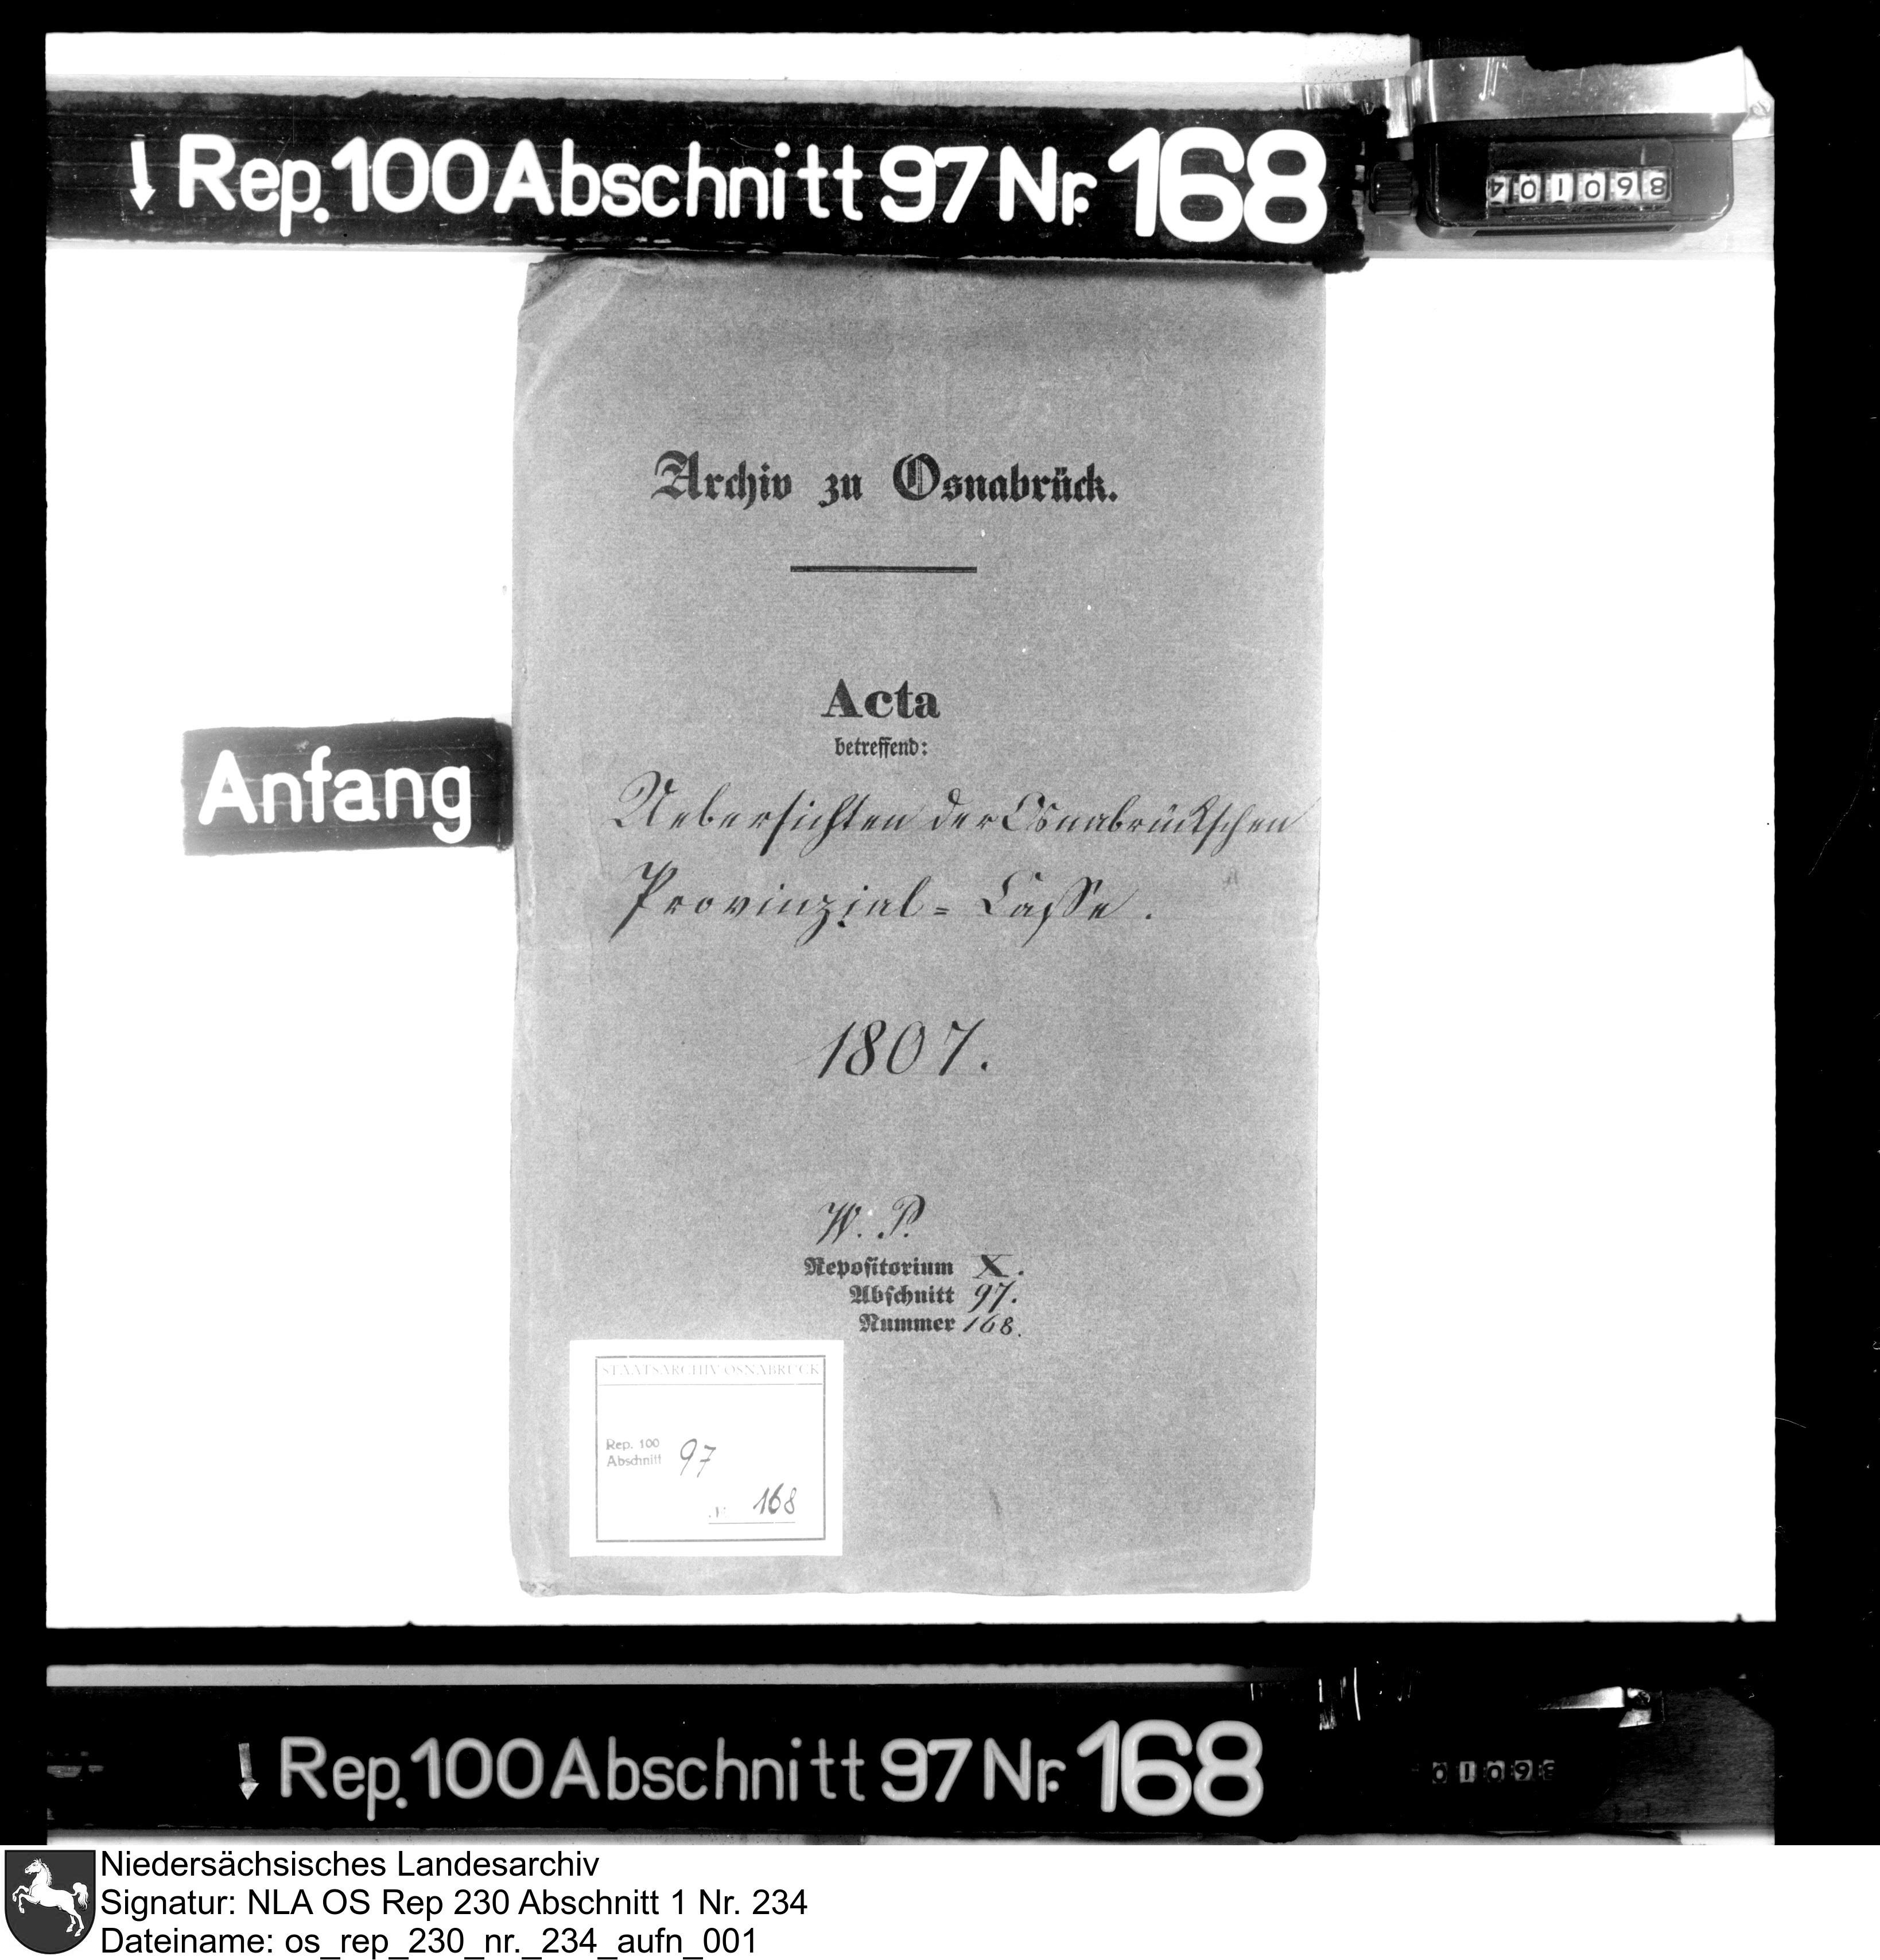 ↓ Rep. 100 Abschnitt 97 Nr. 168
401098
Archiv zu Osnabrück.
Acta
betreffend:
Anfang
Uebersichten der Osnabrückschen
Provinzial=Casse.
1807.
W. P.
Repositorium X.
Abschnitt 97.
Nummer 168.
STAATSARCHIV OSNABRÜCK
Rep. 100
Abschnitt 97
№ 168
↓ Rep. 100 Abschnitt 97 Nr. 168
Niedersächsisches Landesarchiv
Signatur: NLA OS Rep 230 Abschnitt 1 Nr. 234
Dateiname: os_rep_230_nr._234_aufn_001